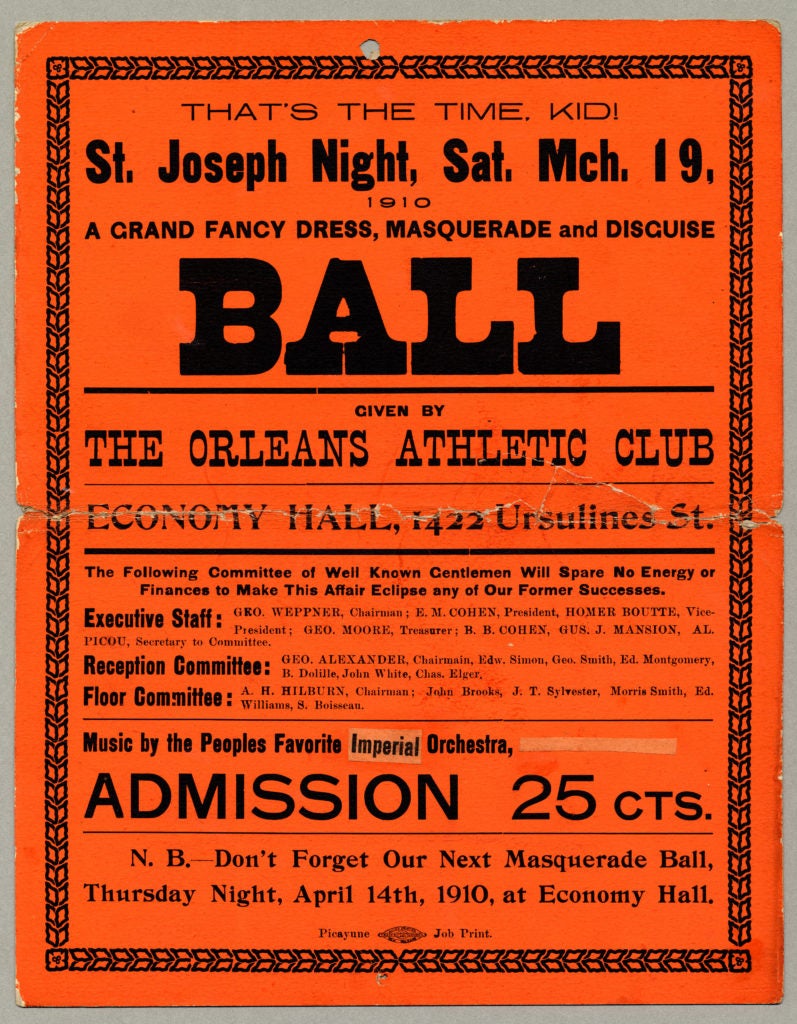 THAT'S THE TIME, KID!
St. Joseph Night, Sat. Mch. 19,
1910
A GRAND FANCY DRESS, MASQUERADE and DISGUISE
BALL
GIVEN BY
THE ORLEANS ATHLETIC CLUB
ECONOMY HALL, 1422 Ursulines St.
The Following Committee of Well Known Gentlemen Will Spare No Energy or
Finances to Make This Affair Eclipse any of Our Former Successes.
Executive Staff: GEO. WEPPNER, Chairman; E. M. COHEN, President, HOMER BOUTTE, Vice-
President; GEO. MOORE, Treasurer; B. B. COHEN, GUS. J. MANSION, AL.
PICOU, Secretary to Committee.
Reception Committee: GEO. ALEXANDER, Chairmain, Edw. Simon, Geo. Smith, Ed. Montgomery,
B. Dolille, John White, Chas. Elger,
Floor Committee: A. H. HILBURN, Chairman; John Brooks, J. T. Sylvester, Morris Smith, Ed.
Williams, S. Boisseau.
Music by the Peoples Favorite Imperial Orchestra,
ADMISSION 25 CTS.
N. B.—Don't Forget Our Next Masquerade Ball,
Thursday Night, April 14th, 1910, at Economy Hall.
Picayune Job Print.